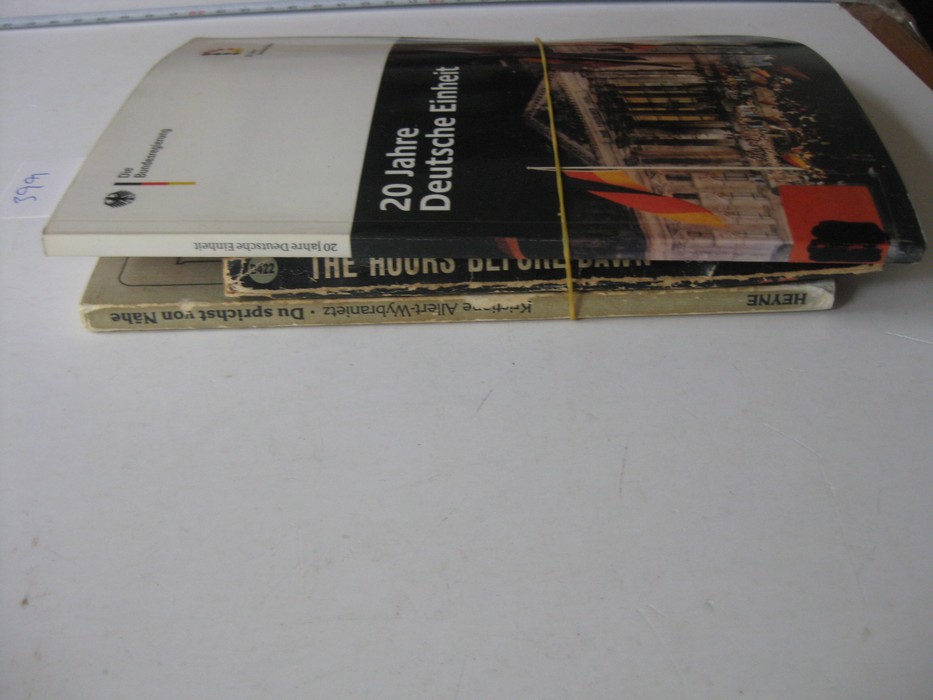 399
Die
Bundesregierung
20 Jahre
Deutsche Einheit
20 Jahre Deutsche Einheit
THE HOURS BEFORE DAWN
Kristiane Allert-Wybranietz · Du sprichst von Nähe
HEYNE